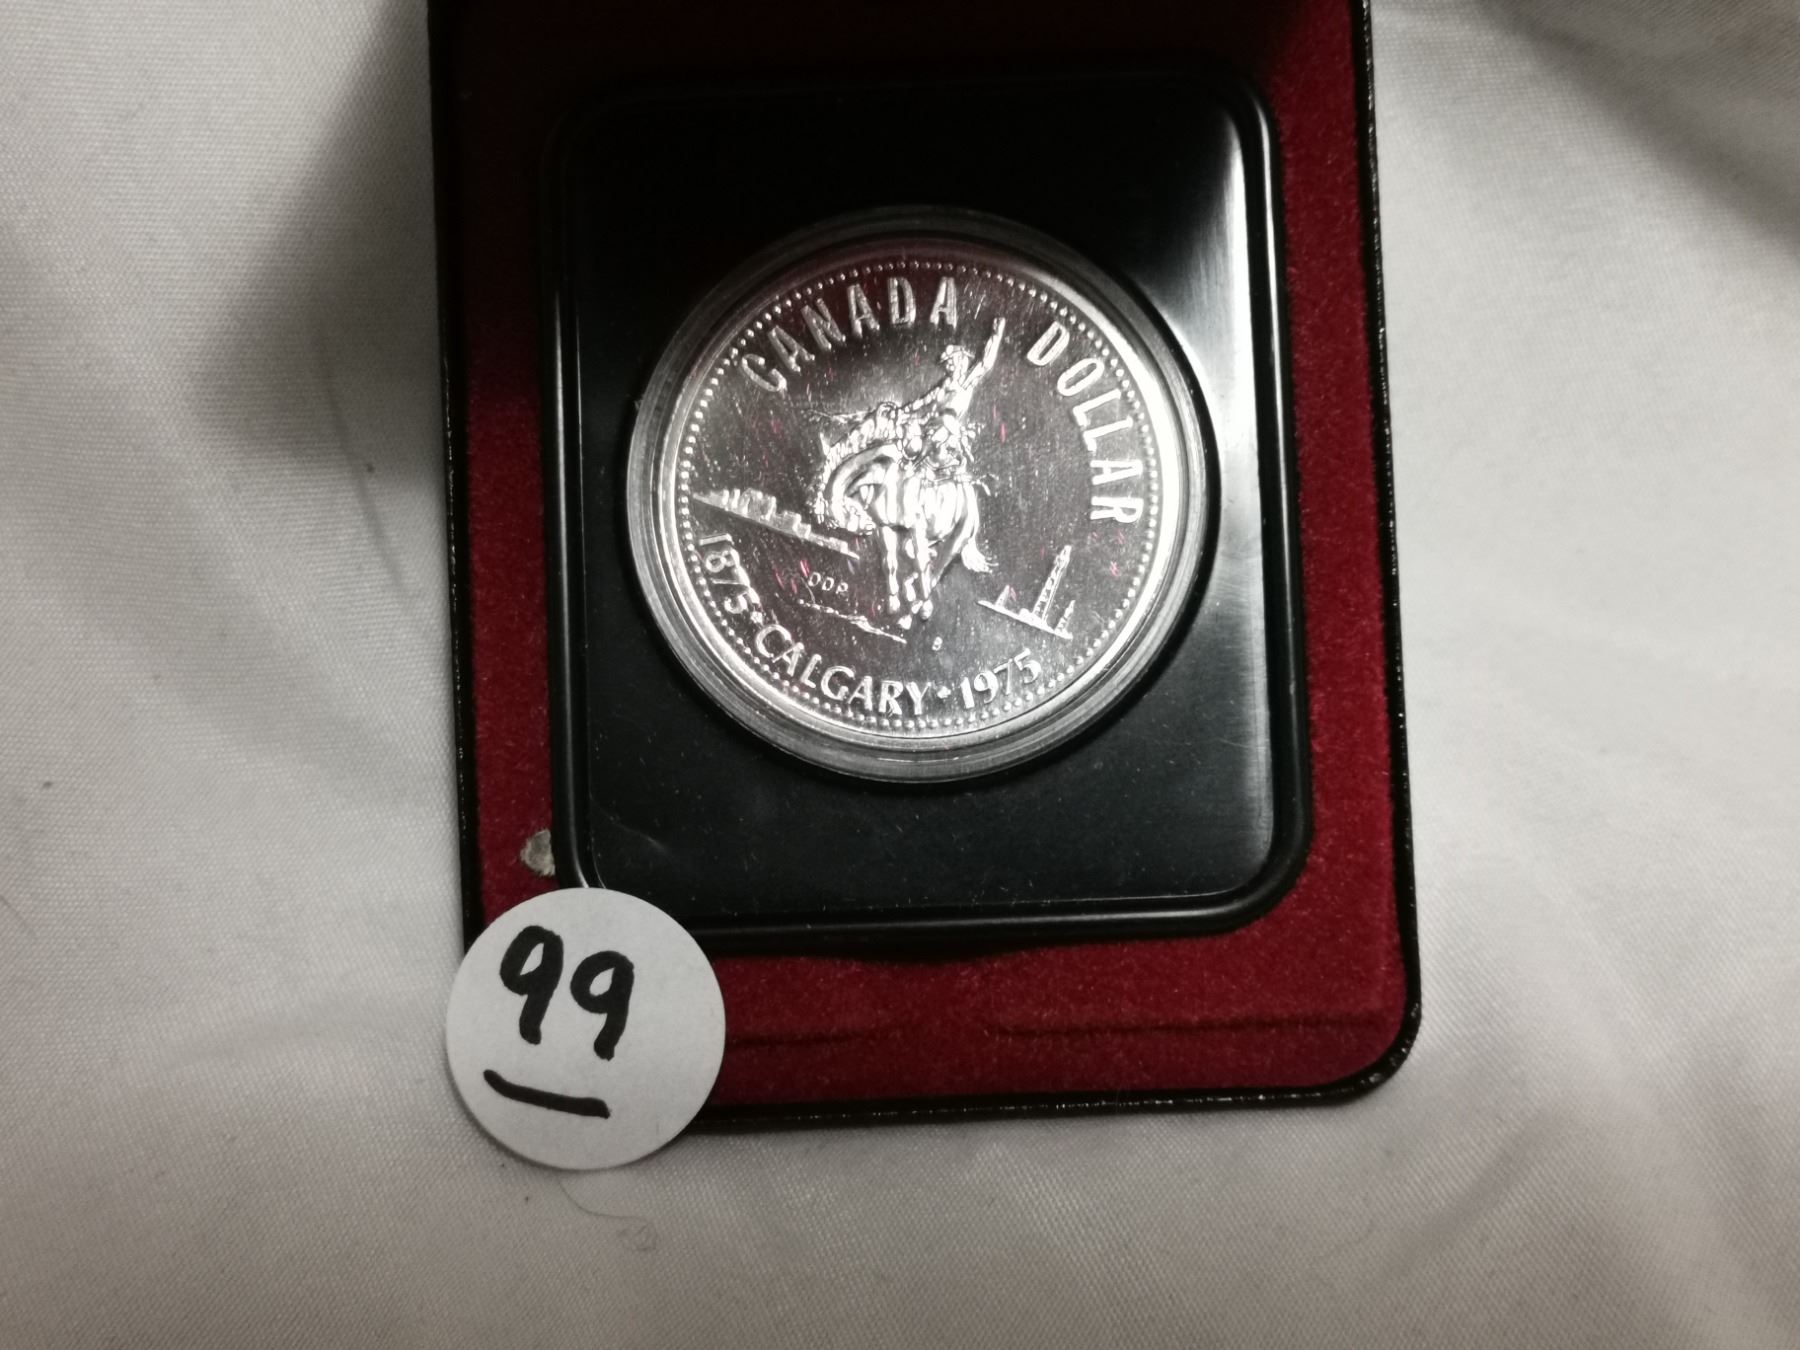 CANADA DOLLAR
DDP
1875 • CALGARY • 1975
99